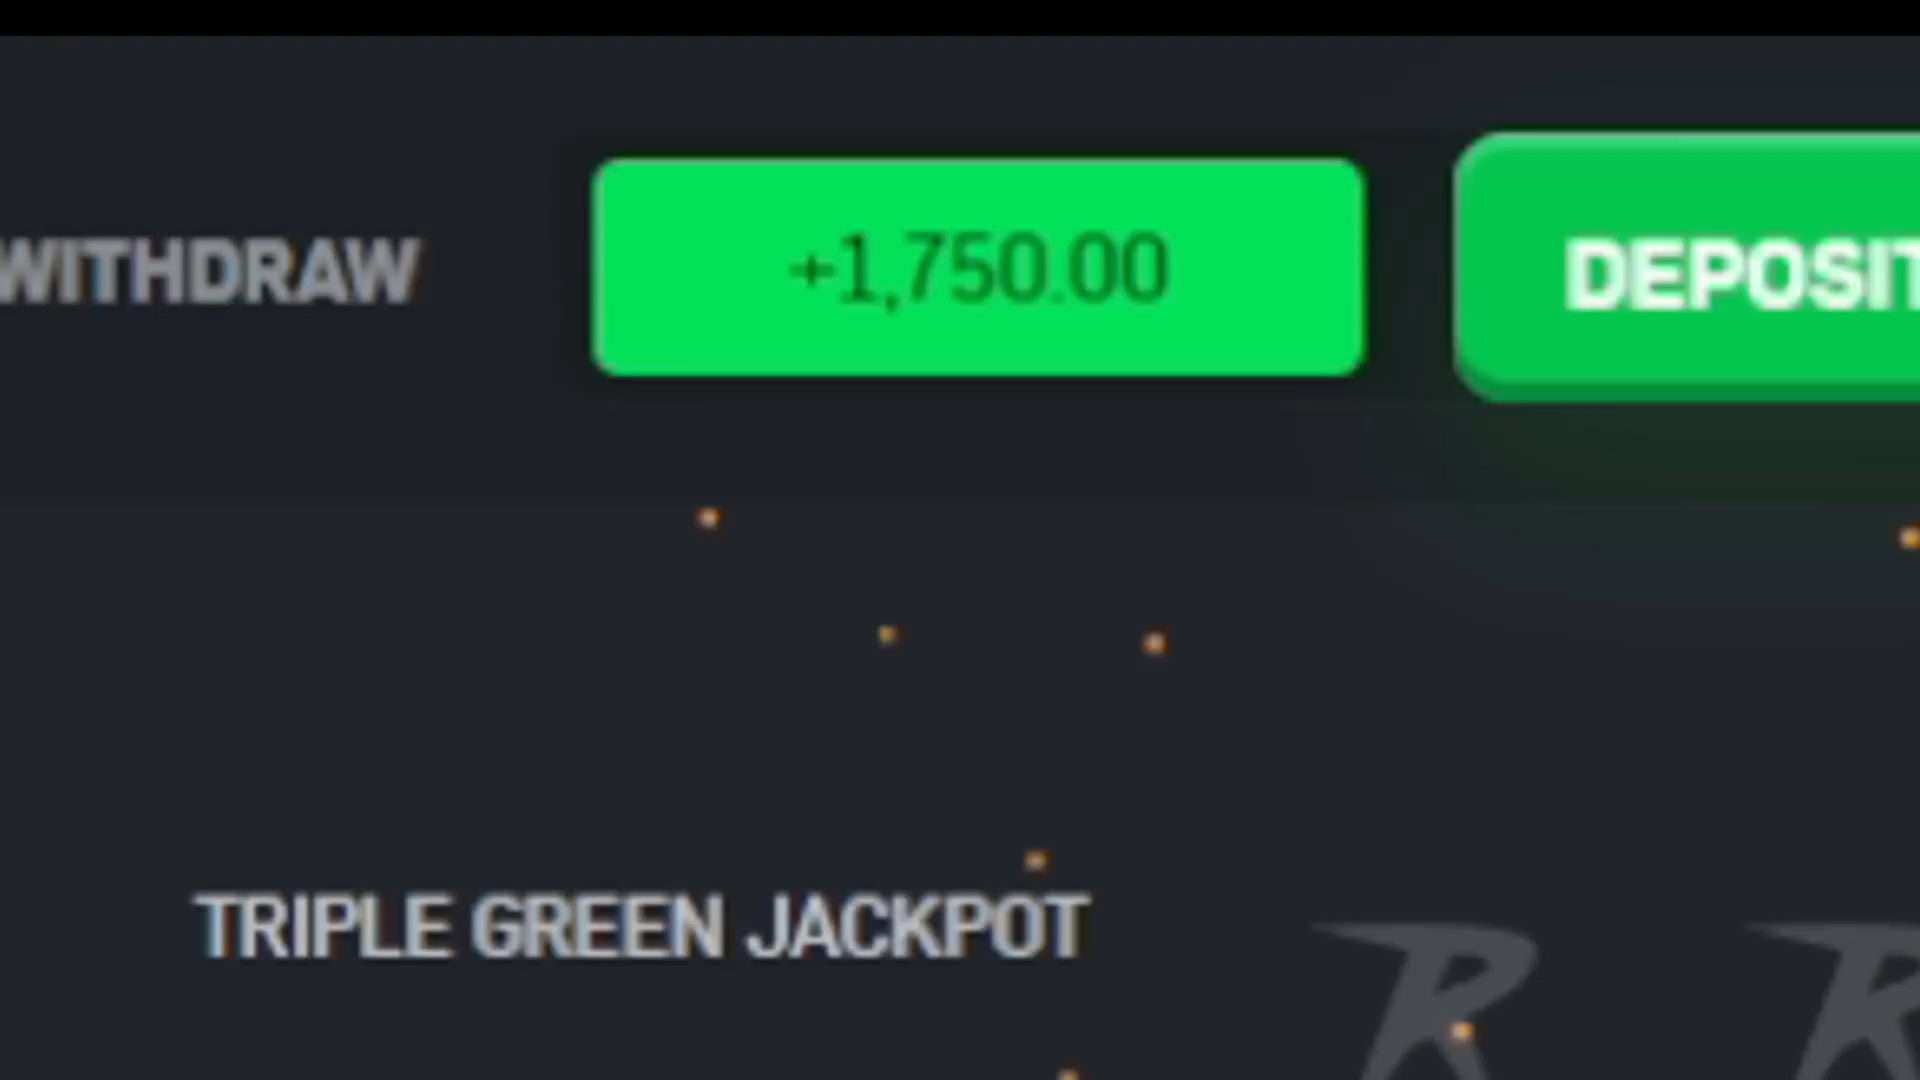 WITHDRAW
+1,750.00
DEPOSIT
TRIPLE GREEN JACKPOT
R R